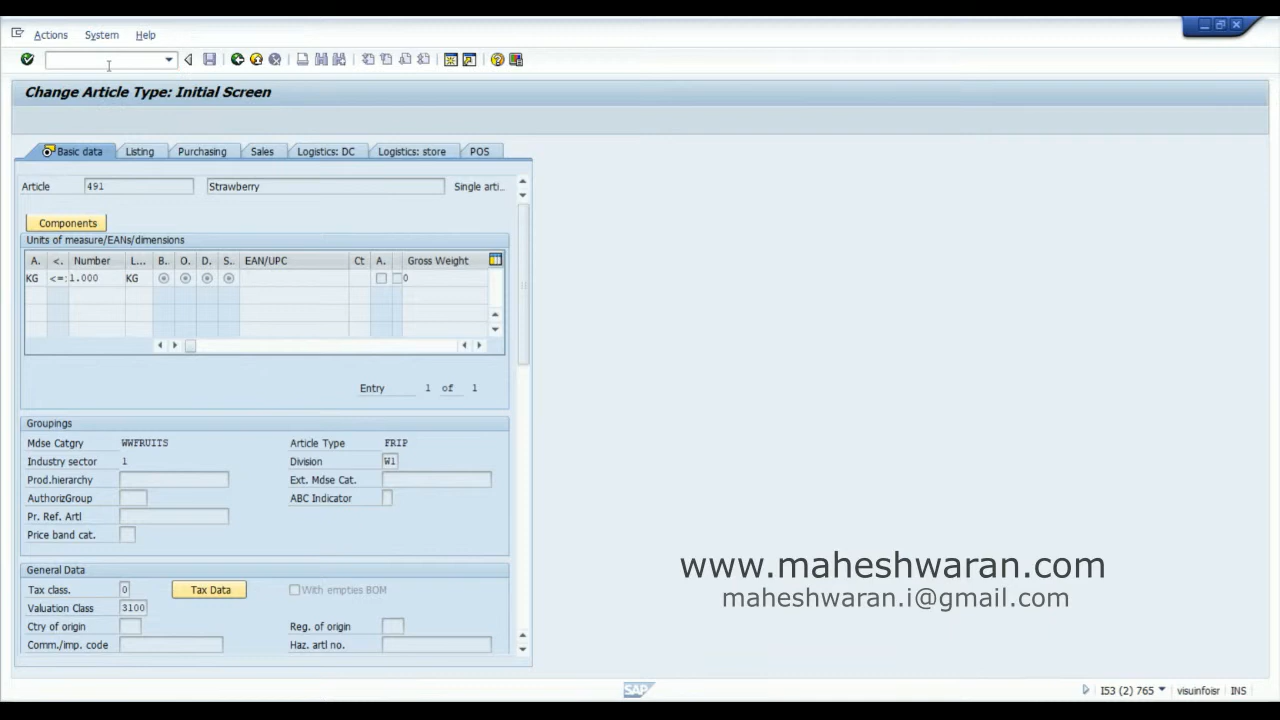 Actions System Help
Change Article Type: Initial Screen
Basic data Listing Purchasing Sales Logistics: DC Logistics: store POS
Article 491 Strawberry Single arti...
Components
Units of measure/EANs/dimensions
A. <. Number L... B.. O. D. S.. EAN/UPC Ct A. Gross Weight
KG <=: 1.000 KG 0
Entry 1 of 1
Groupings
Mdse Catgry WWFRUITS Article Type FRIP
Industry sector 1 Division W1
Prod.hierarchy Ext. Mdse Cat.
AuthorizGroup ABC Indicator
Pr. Ref. Artl
Price band cat.
www.maheshwaran.com
General Data
Tax class. 0 Tax Data With empties BOM
maheshwaran.i@gmail.com
Valuation Class 3100
Ctry of origin Reg. of origin
Comm./imp. code Haz. artl no.
SAP I53 (2) 765 visuinfoisr INS